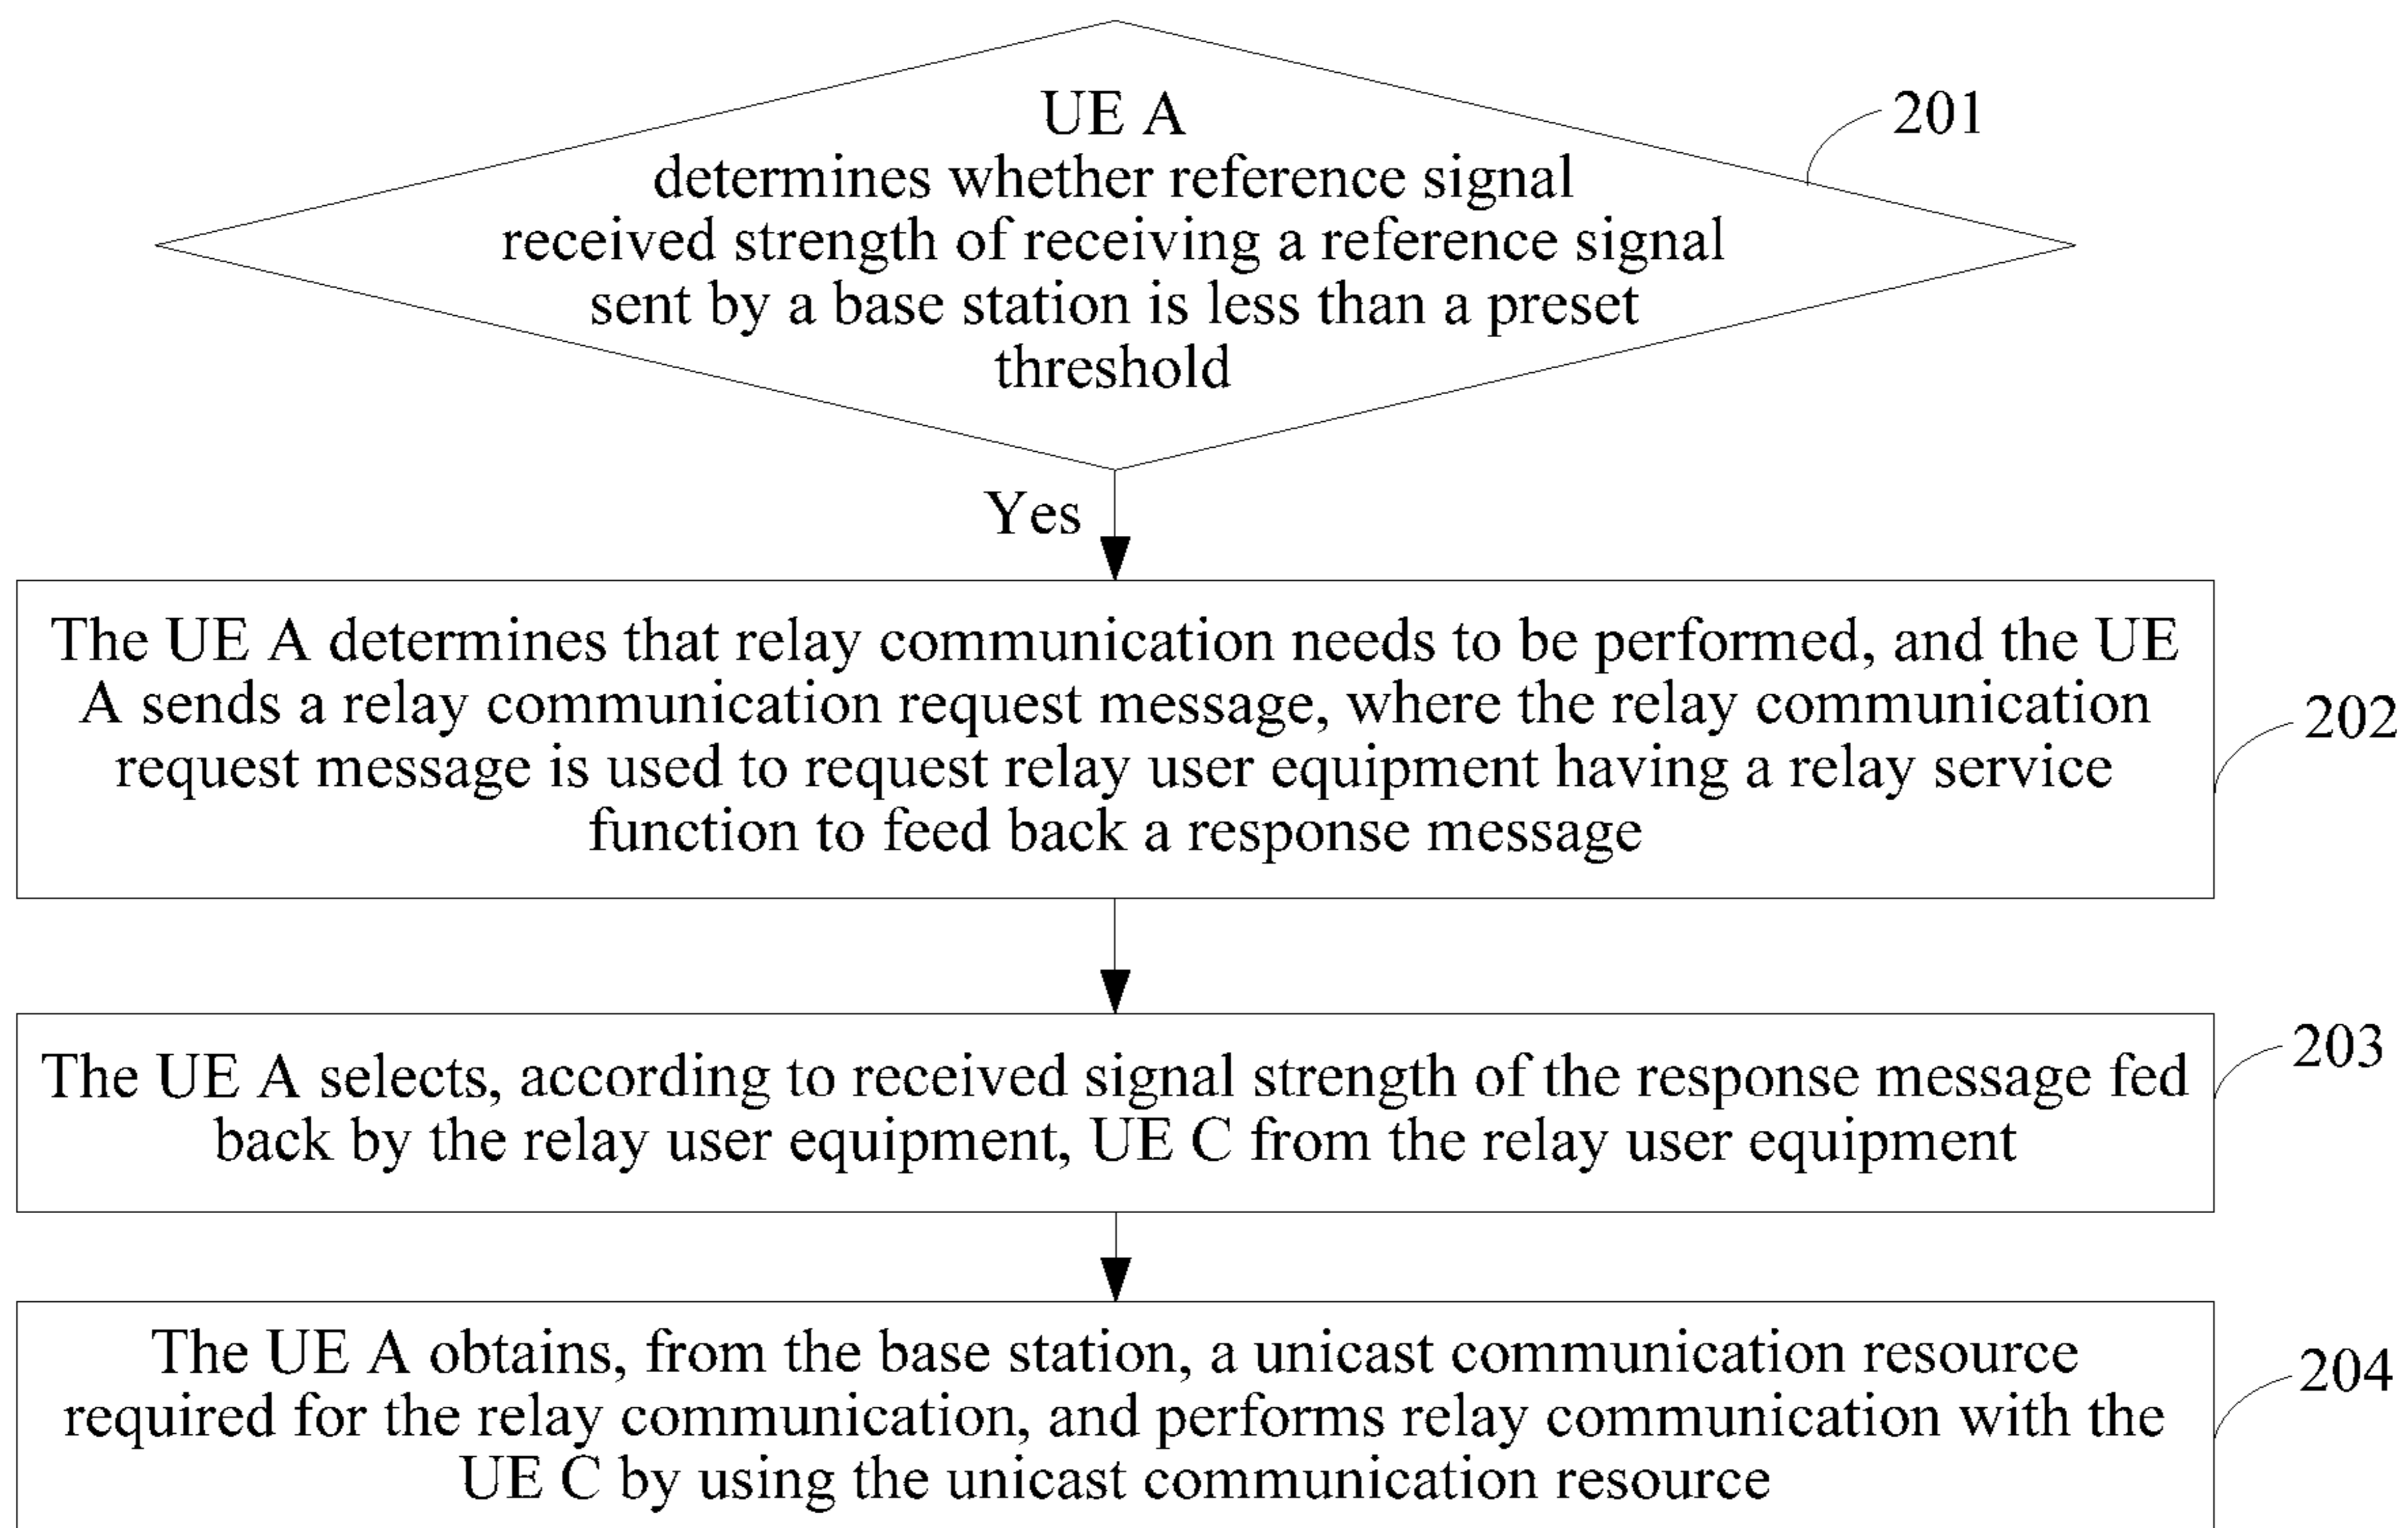 UE A
determines whether reference signal
received strength of receiving a reference signal
sent by a base station is less than a preset
threshold
201
Yes
The UE A determines that relay communication needs to be performed, and the UE
A sends a relay communication request message, where the relay communication
request message is used to request relay user equipment having a relay service
function to feed back a response message
202
The UE A selects, according to received signal strength of the response message fed
back by the relay user equipment, UE C from the relay user equipment
203
The UE A obtains, from the base station, a unicast communication resource
required for the relay communication, and performs relay communication with the
UE C by using the unicast communication resource
204